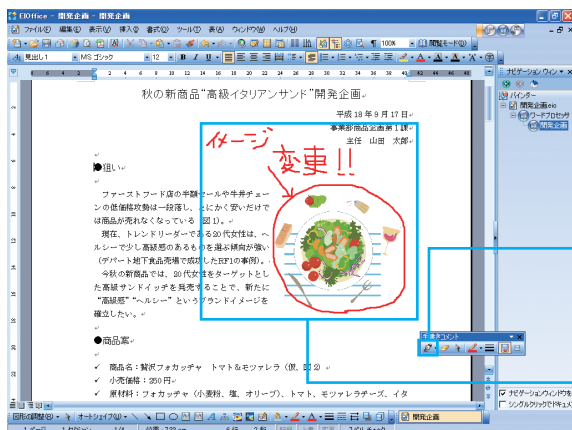 EIOffice - 開発企画 - 開発企画
ファイル(F) 編集(E) 表示(V) 挿入(I) 書式(O) ツール(T) 表(A) ウィンドウ(W) ヘルプ(H)
100%
閲覧モード(R)
見出し1
MS ゴシック
12
B I U
ナビゲーション ウィン
バインダー
開発企画.eio
ワードプロセッサ
開発企画
秋の新商品“高級イタリアンサンド”開発企画
平成 18 年 9 月 17 日
事業部商品企画第1課
主任 山田 太郎
イメージ
変更!!
●狙い
ファーストフード店の半額セールや牛丼チェー
ンの低価格攻勢は一段落し、とにかく安いだけで
は商品が売れなくなっている（図1）。
現在、トレンドリーダーである20代女性は、ヘ
ルシーで少し高級感のあるものを選ぶ傾向が強い
(デパート地下食品売場で成功したRF1の事例)。
今秋の新商品では、20代女性をターゲットとし
た高級サンドイッチを発売することで、新たに
“高級感”“ヘルシー”というブランドイメージを
確立したい。
手書きコメント
●商品案
✓ 商品名：贅沢フォカッチャ トマト＆モッツァレラ（仮、図2）
✓ 小売価格：250円
✓ 原材料：フォカッチャ（小麦粉、塩、オリーブ）、トマト、モッツァレラチーズ、イタ
ナビゲーションウィンドウを
シングルクリックでドキュメ
図形の調整(R)
オートシェイプ(U)
開発企画